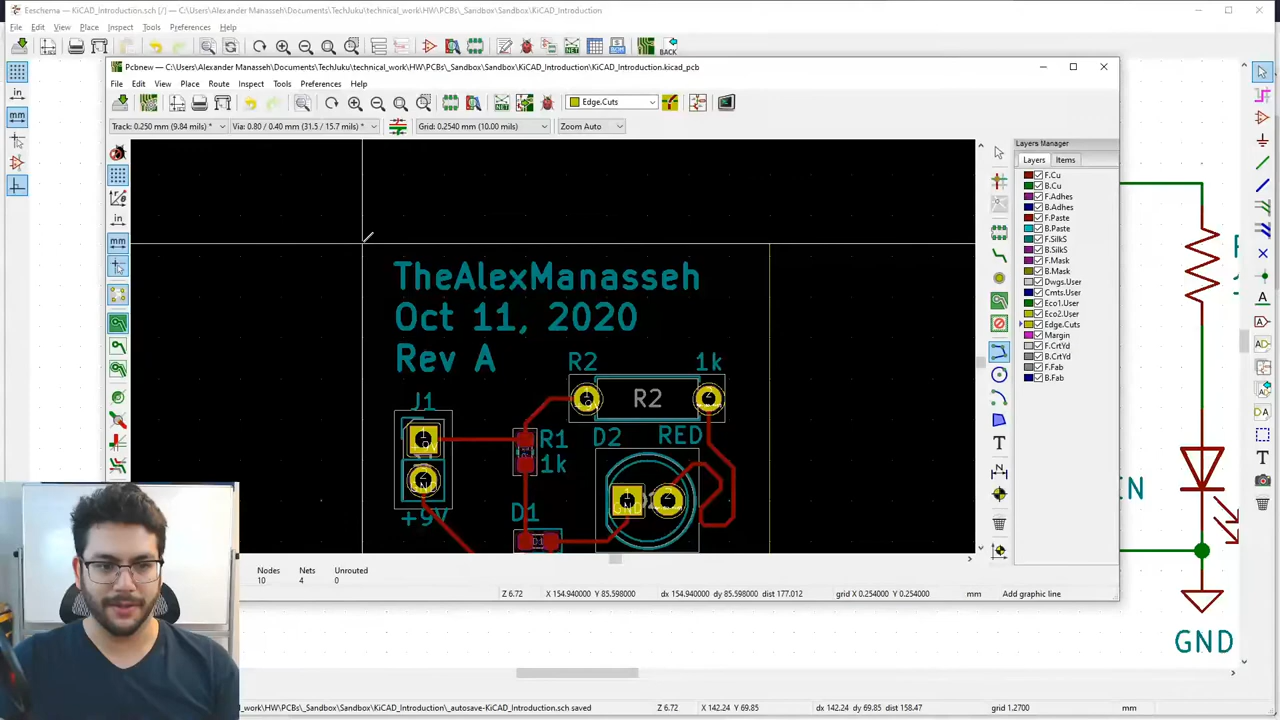 Eeschema — KiCAD_Introduction.sch [/] — C:\Users\Alexander Manasseh\Documents\TechJuku\technical_work\HW\PCBs\_Sandbox\Sandbox\KiCAD_Introduction
File Edit View Place Inspect Tools Preferences Help
Pcbnew — C:\Users\Alexander Manasseh\Documents\TechJuku\technical_work\HW\PCBs\_Sandbox\Sandbox\KiCAD_Introduction\KiCAD_Introduction.kicad_pcb
File Edit View Place Route Inspect Tools Preferences Help
Edge.Cuts
Track: 0.250 mm (9.84 mils) * Via: 0.80 / 0.40 mm (31.5 / 15.7 mils) * Grid: 0.2540 mm (10.00 mils) Zoom Auto
BACK
in
mm
in
mm
Layers Manager
Layers Items
F.Cu
B.Cu
F.Adhes
B.Adhes
F.Paste
B.Paste
F.SilkS
B.SilkS
F.Mask
B.Mask
Dwgs.User
Cmts.User
Eco1.User
Eco2.User
Edge.Cuts
Margin
F.CrtYd
B.CrtYd
F.Fab
B.Fab
TheAlexManasseh
Oct 11, 2020
Rev A
R2 1k
R2
J1
R1
1k
D2 RED
1 2
GND
+9V
D1
D1
GND
Nodes Nets Unrouted
10 4 0
Z 6.72 X 154.940000 Y 85.598000 dx 154.940000 dy 85.598000 dist 177.012 grid X 0.254000 Y 0.254000 mm Add graphic line
_work\HW\PCBs\_Sandbox\Sandbox\KiCAD_Introduction\_autosave-KiCAD_Introduction.sch saved Z 6.72 X 142.24 Y 69.85 dx 142.24 dy 69.85 dist 158.47 grid 1.2700 mm